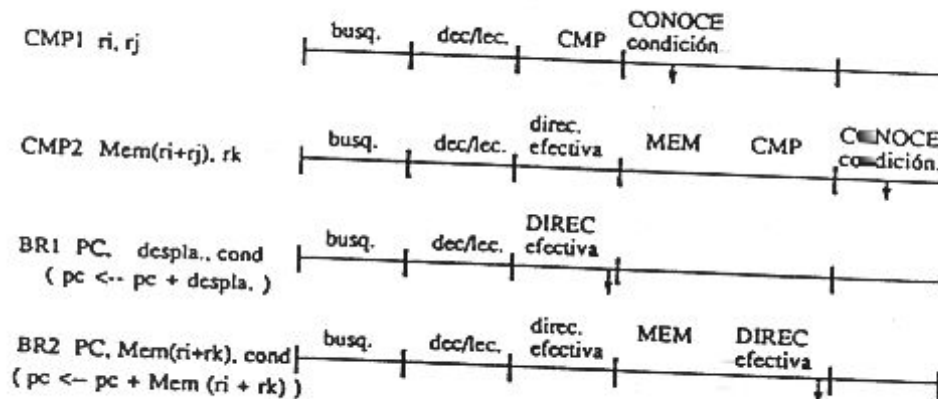 CMP1 ri, rj busq. dec/lec. CMP CONOCE
condición
CMP2 Mem(ri+rj), rk busq. dec/lec. direc. MEM CMP
efectiva
BR1 PC, despla., cond busq. dec/lec. DIREC
efectiva
( pc <-- pc + despla. )
BR2 PC, Mem(ri+rk), cond busq. dec/lec. direc. MEM DIREC
efectiva efectiva
( pc <-- pc + Mem (ri + rk) )